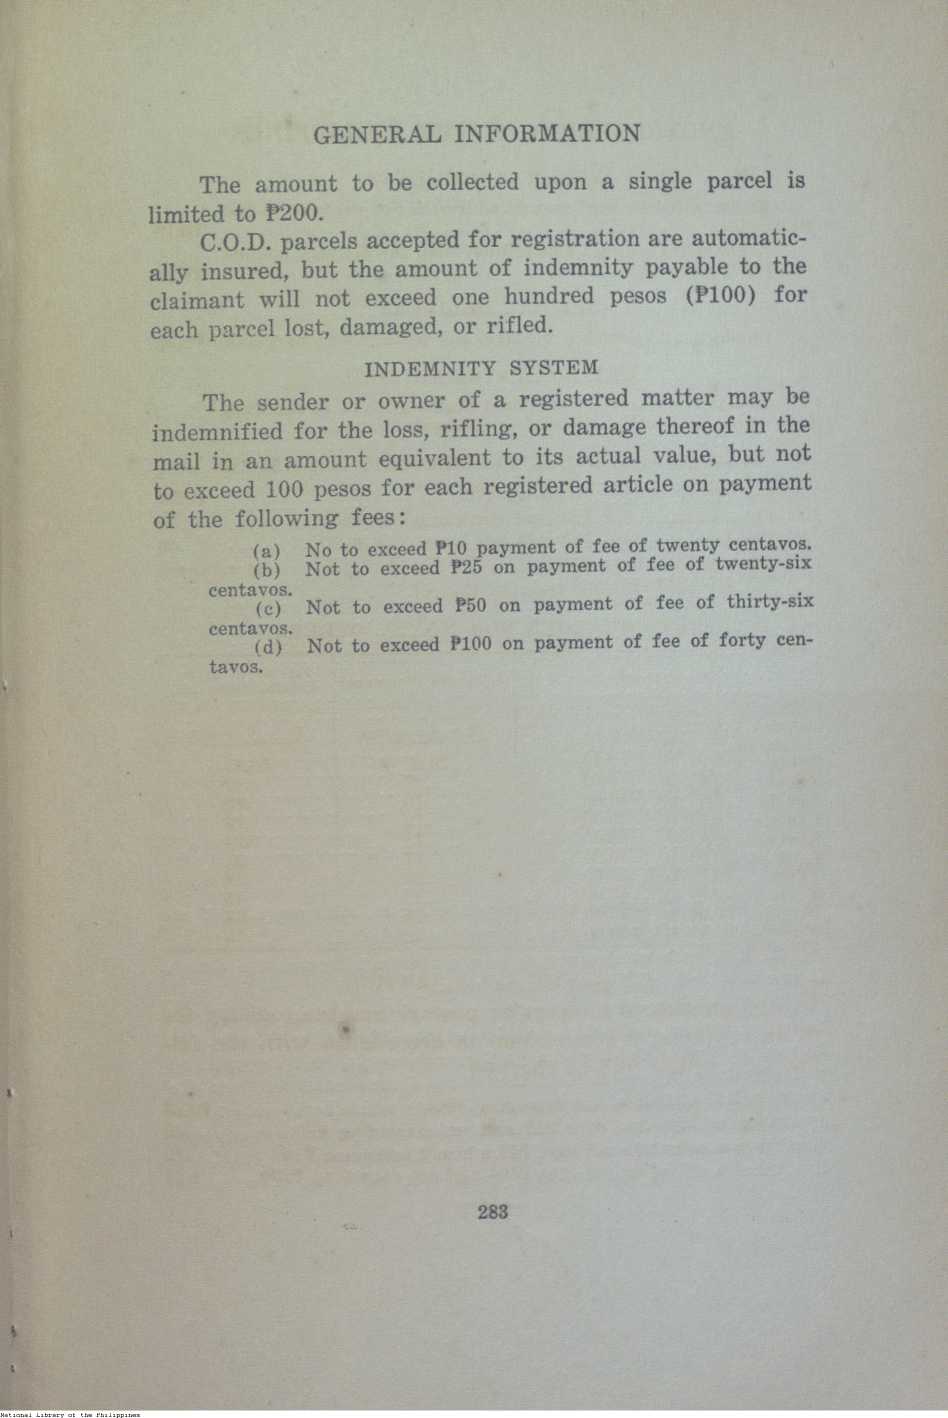 GENERAL INFORMATION
The amount to be collected upon a single parcel is
limited to ₱200.
C.O.D. parcels accepted for registration are automatic-
ally insured, but the amount of indemnity payable to the
claimant will not exceed one hundred pesos (₱100) for
each parcel lost, damaged, or rifled.
INDEMNITY SYSTEM
The sender or owner of a registered matter may be
indemnified for the loss, rifling, or damage thereof in the
mail in an amount equivalent to its actual value, but not
to exceed 100 pesos for each registered article on payment
of the following fees:
(a) No to exceed ₱10 payment of fee of twenty centavos.
(b) Not to exceed ₱25 on payment of fee of twenty-six
centavos.
(c) Not to exceed ₱50 on payment of fee of thirty-six
centavos.
(d) Not to exceed ₱100 on payment of fee of forty cen-
tavos.
283
National Library of the Philippines